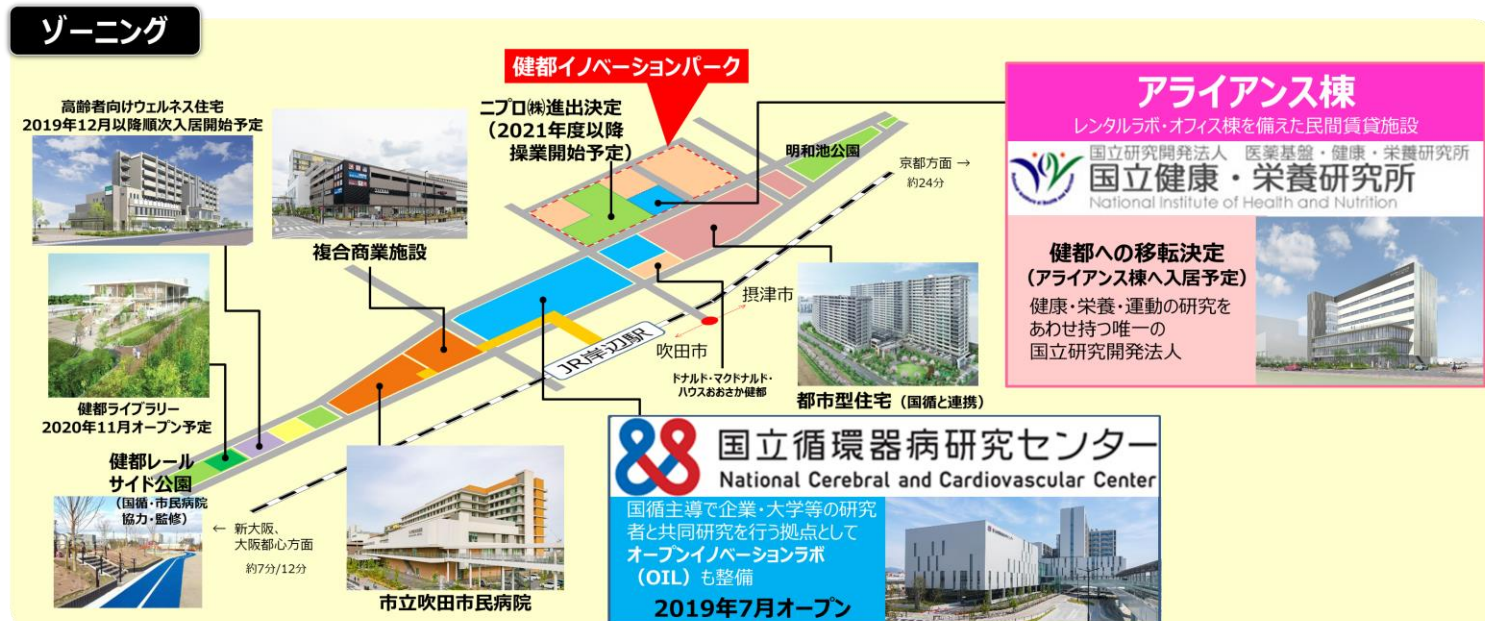 ゾーニング
健都イノベーションパーク
高齢者向けウェルネス住宅
2019年12月以降順次入居開始予定
ニプロ㈱進出決定
（2021年度以降
操業開始予定）
明和池公園
京都方面 →
約24分
複合商業施設
アライアンス棟
レンタルラボ・オフィス棟を備えた民間賃貸施設
国立研究開発法人 医薬基盤・健康・栄養研究所
国立健康・栄養研究所
National Institute of Health and Nutrition
健都への移転決定
（アライアンス棟へ入居予定）
健康・栄養・運動の研究を
あわせ持つ唯一の
国立研究開発法人
摂津市
吹田市
JR岸辺駅
ドナルド・マクドナルド・
ハウスおおさか健都
都市型住宅（国循と連携）
健都ライブラリー
2020年11月オープン予定
健都レール
サイド公園
（国循・市民病院
協力・監修）
← 新大阪、
大阪都心方面
約7分/12分
市立吹田市民病院
国立循環器病研究センター
National Cerebral and Cardiovascular Center
国循主導で企業・大学等の研究
者と共同研究を行う拠点として
オープンイノベーションラボ
（OIL）も整備
2019年7月オープン